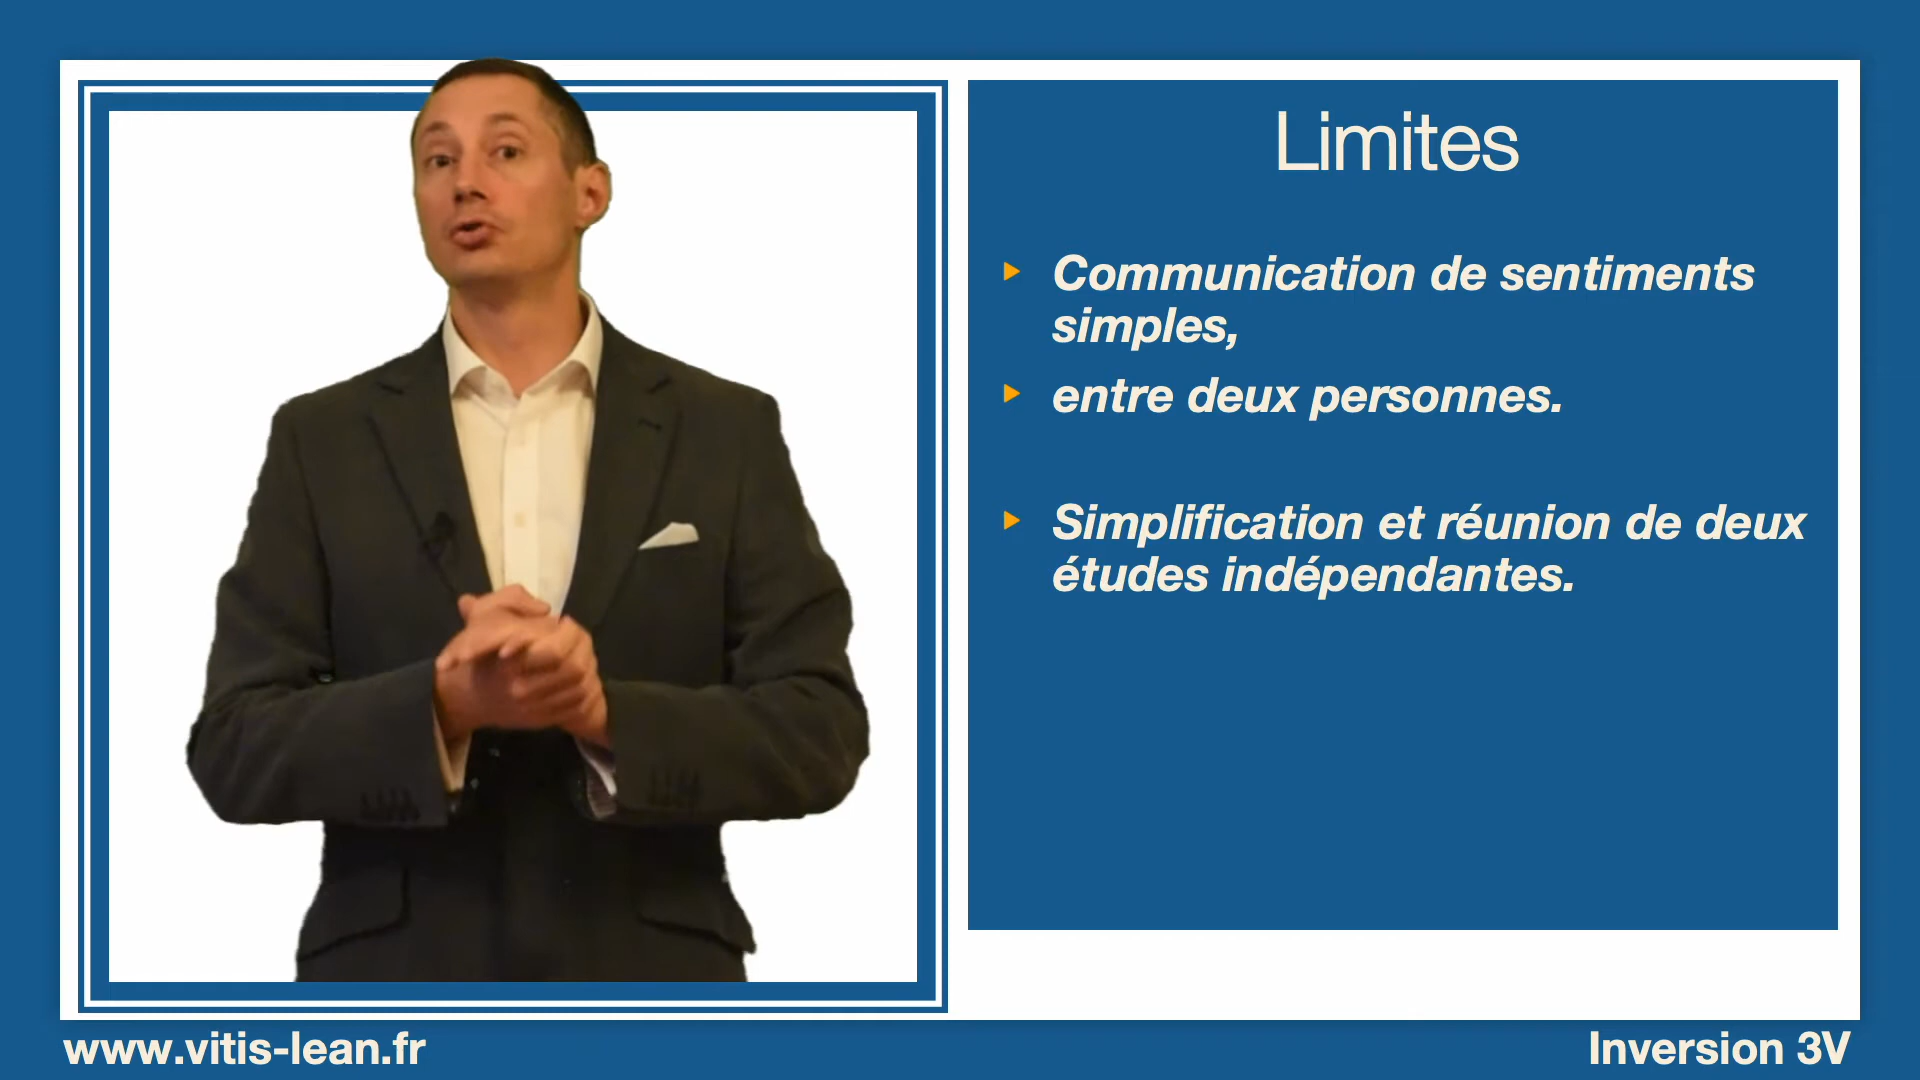 Limites
Communication de sentiments
simples,
entre deux personnes.
Simplification et réunion de deux
études indépendantes.
www.vitis-lean.fr
Inversion 3V